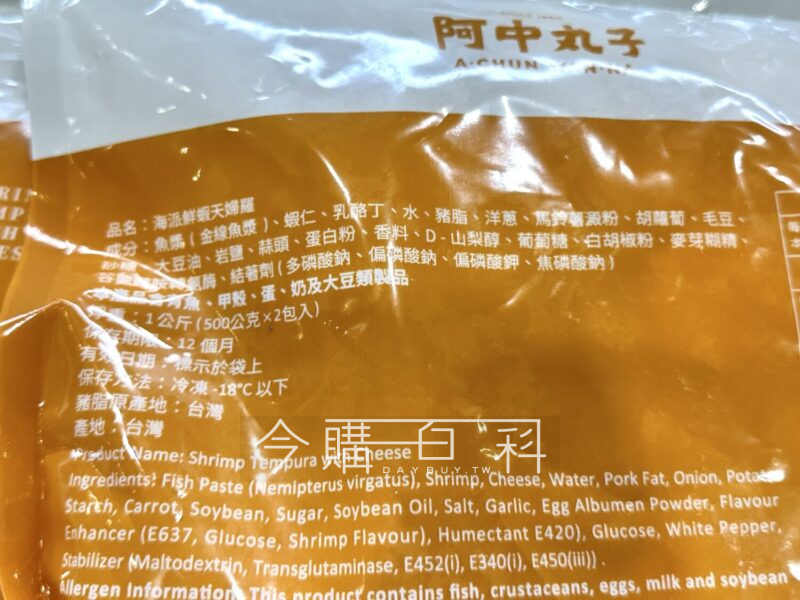 阿中丸子
A-CHUN
品名：海派鮮蝦天婦羅
成分：魚漿（金線魚漿）、蝦仁、乳酪丁、水、豬脂、洋蔥、馬鈴薯澱粉、胡蘿蔔、毛豆、
砂糖、大豆油、岩鹽、蒜頭、蛋白粉、香料、D-山梨醇、葡萄糖、白胡椒粉、麥芽糊精、
結著劑(多磷酸鈉、偏磷酸鈉、偏磷酸鉀、焦磷酸鈉)
魚、甲殼、蛋、奶及大豆類製品
重：1公斤(500公克×2包入)
保存期限：12個月
有效日期：標示於袋上
保存方法：冷凍-18°C以下
豬脂原產地：台灣
產地：台灣
今購百科
DAYBUY.TW
Product Name: Shrimp Tempura with Cheese
Ingredients: Fish Paste (Nemipterus virgatus), Shrimp, Cheese, Water, Pork Fat, Onion, Potato
Starch, Carrot, Soybean, Sugar, Soybean Oil, Salt, Garlic, Egg Albumen Powder, Flavour
Enhancer (E637, Glucose, Shrimp Flavour), Humectant E420), Glucose, White Pepper,
Stabilizer (Maltodextrin, Transglutaminase, E452(i), E340(i), E450(iii)) .
Allergen Information: This product contains fish, crustaceans, eggs, milk and soybean